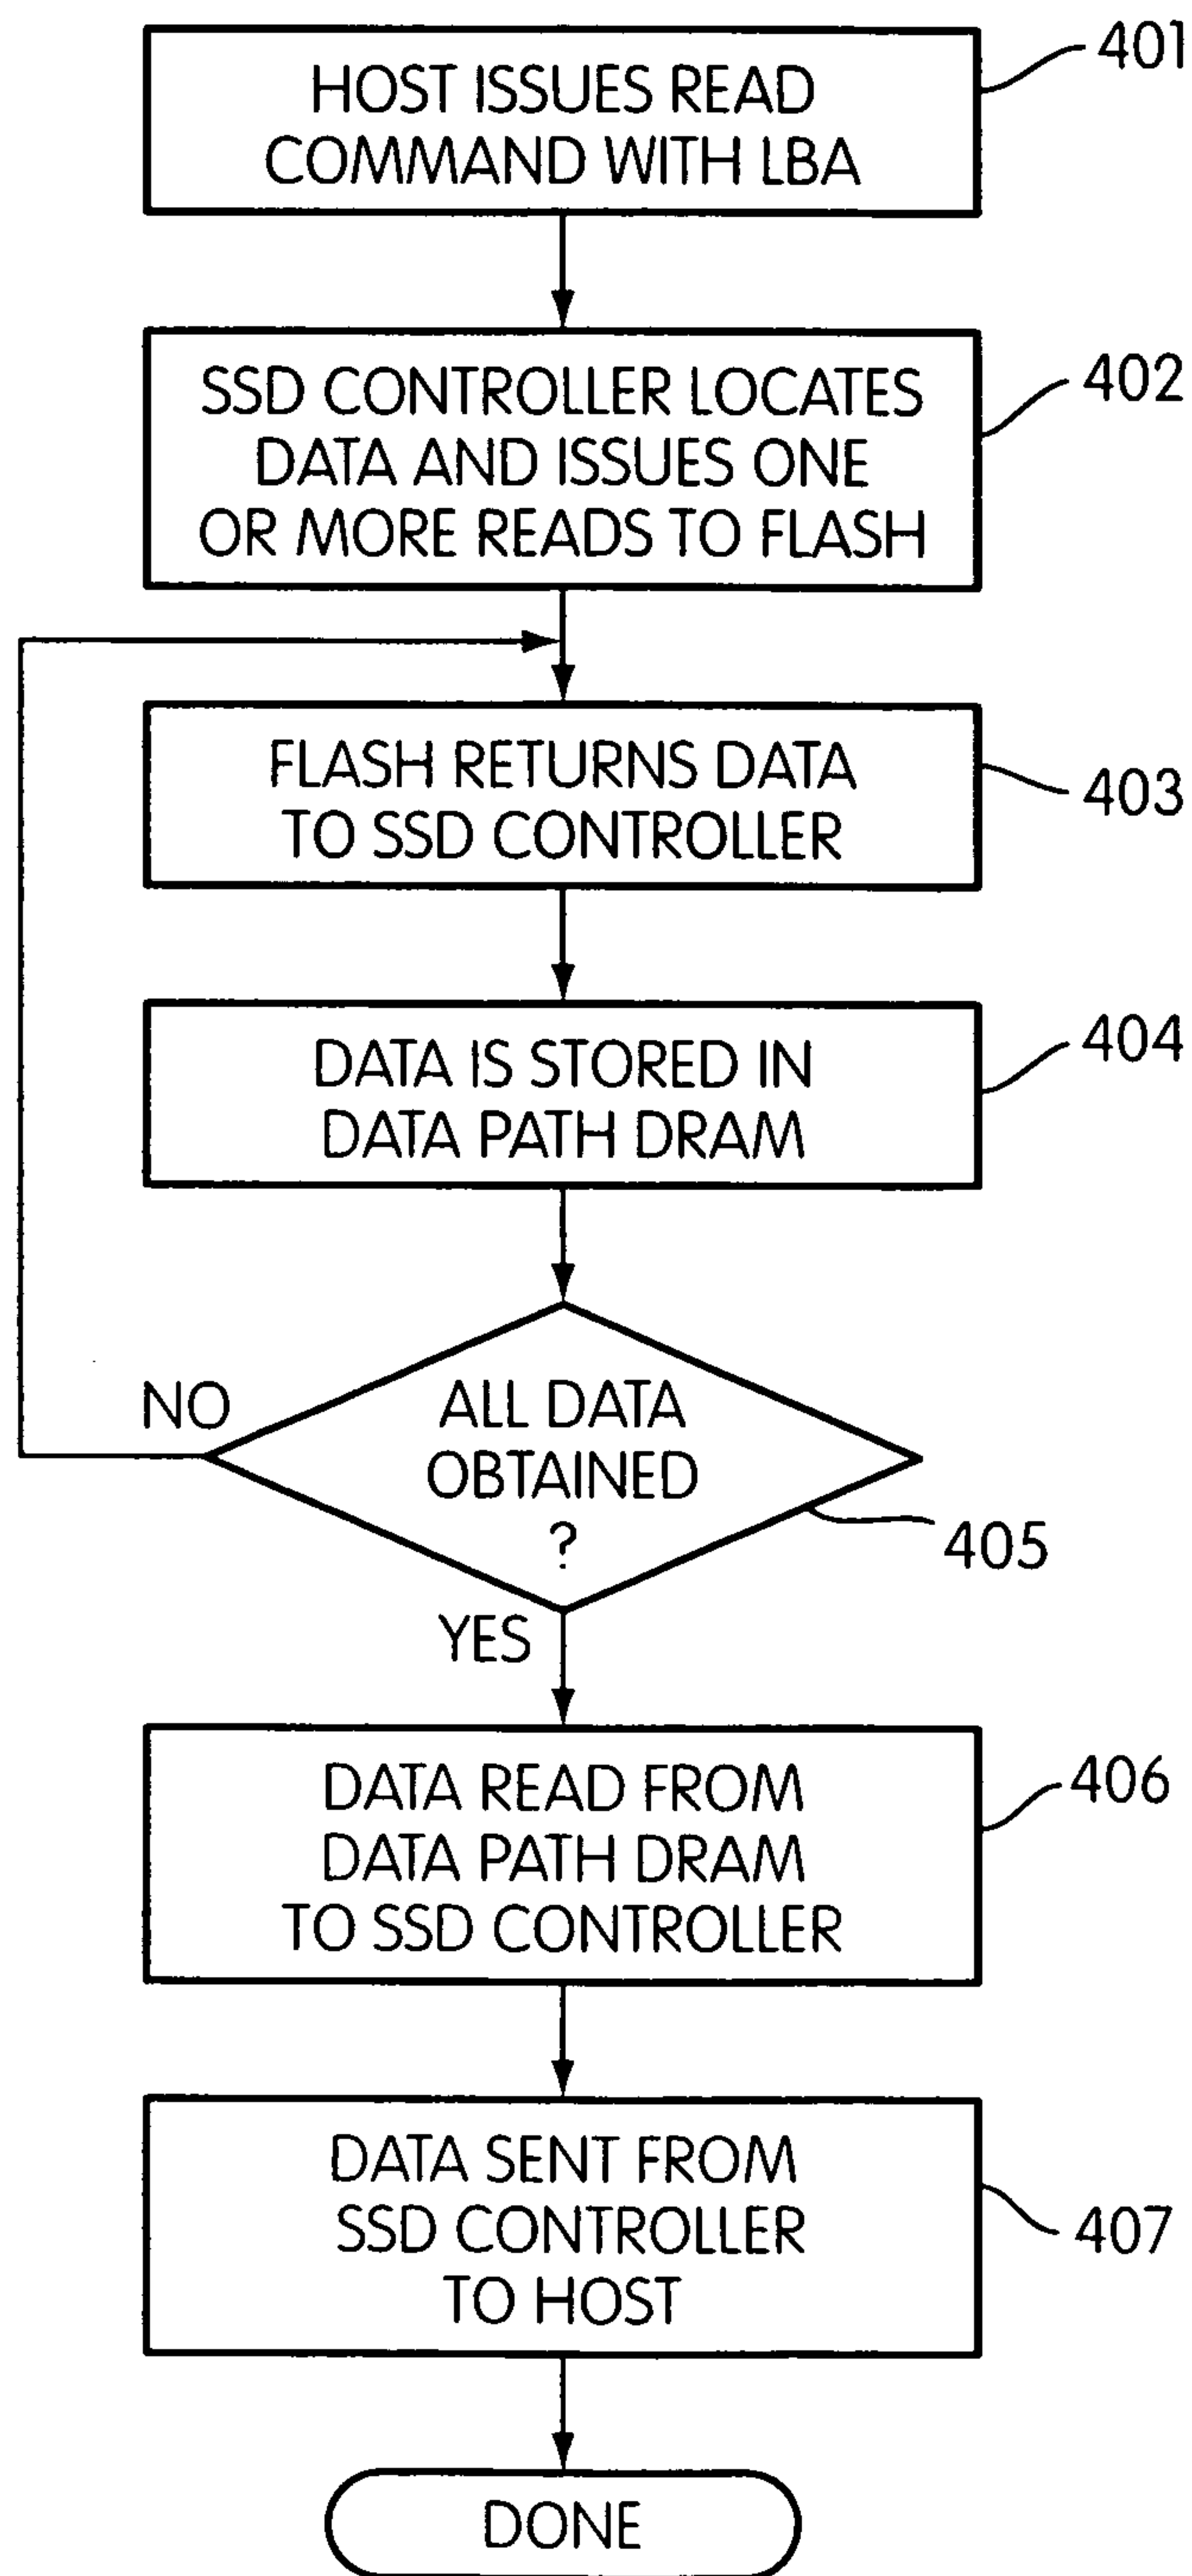 HOST ISSUES READ
COMMAND WITH LBA
401
SSD CONTROLLER LOCATES
DATA AND ISSUES ONE
OR MORE READS TO FLASH
402
FLASH RETURNS DATA
TO SSD CONTROLLER
403
DATA IS STORED IN
DATA PATH DRAM
404
NO
ALL DATA
OBTAINED
?
405
YES
DATA READ FROM
DATA PATH DRAM
TO SSD CONTROLLER
406
DATA SENT FROM
SSD CONTROLLER
TO HOST
407
DONE